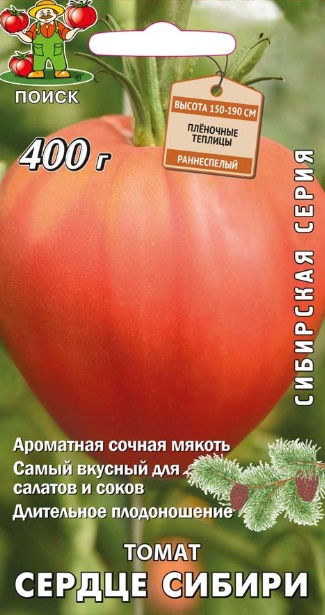 ПОИСК
ВЫСОТА 150-190 СМ
ПЛЁНОЧНЫЕ
ТЕПЛИЦЫ
РАННЕСПЕЛЫЙ
400 г
СИБИРСКАЯ СЕРИЯ
Ароматная сочная мякоть
Самый вкусный для
салатов и соков
Длительное плодоношение
ТОМАТ
СЕРДЦЕ СИБИРИ